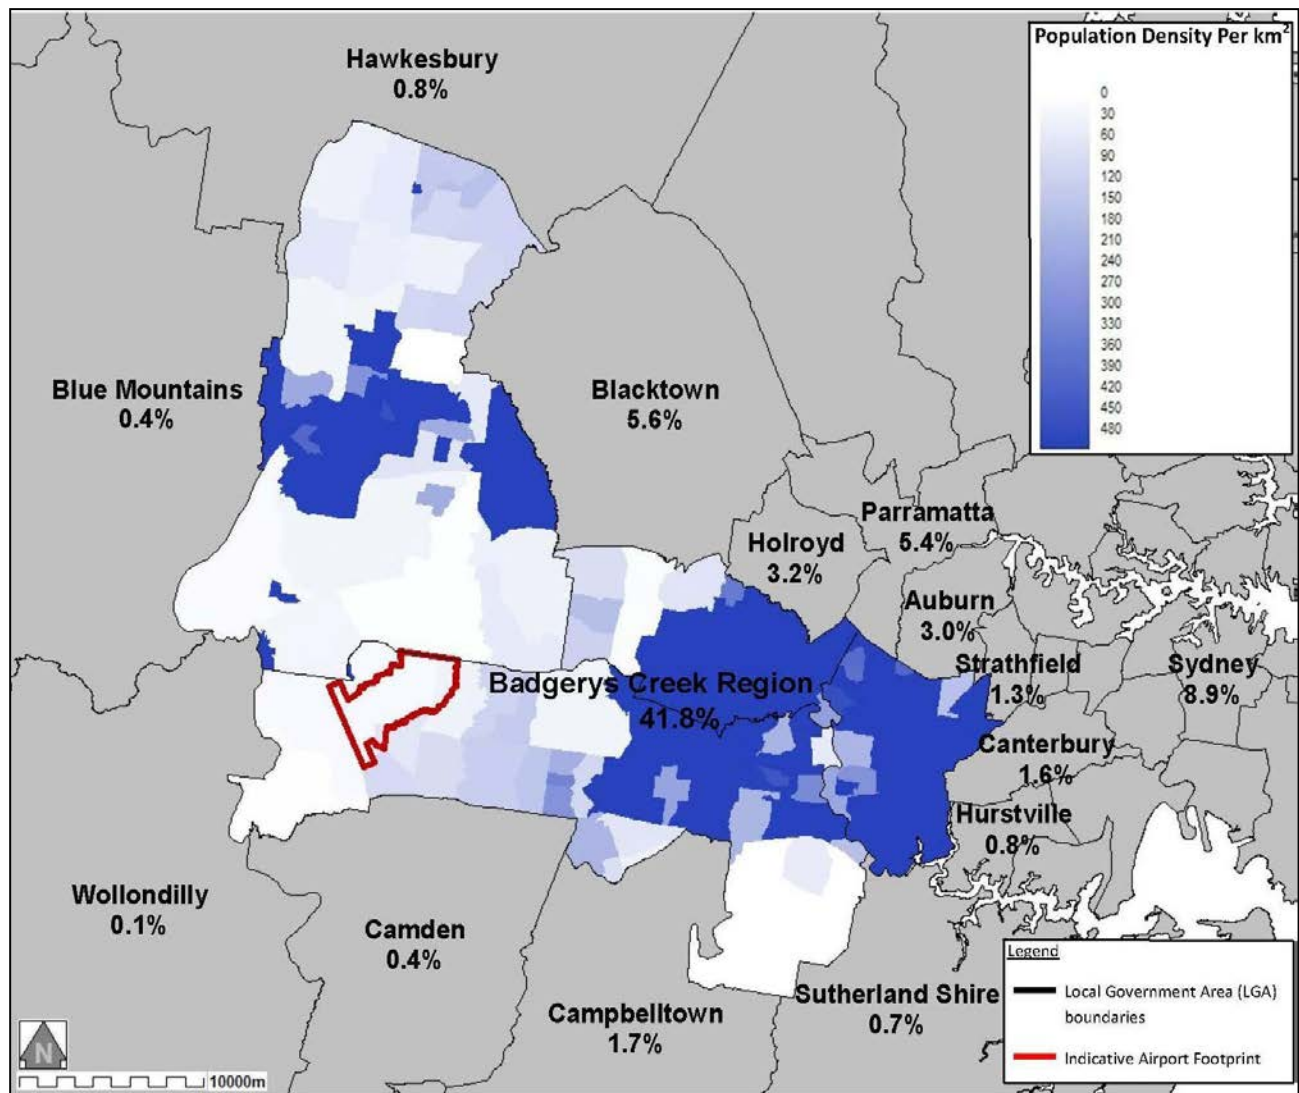 Population Density Per km²
0
30
60
90
120
150
180
210
240
270
300
330
360
390
420
450
480
Hawkesbury
0.8%
Blue Mountains
0.4%
Blacktown
5.6%
Parramatta
5.4%
Holroyd
3.2%
Auburn
3.0%
Strathfield
1.3%
Sydney
8.9%
Badgerys Creek Region
41.8%
Canterbury
1.6%
Hurstville
0.8%
Wollondilly
0.1%
Camden
0.4%
Campbelltown
1.7%
Sutherland Shire
0.7%
Legend
Local Government Area (LGA)
boundaries
Indicative Airport Footprint
N
10000m